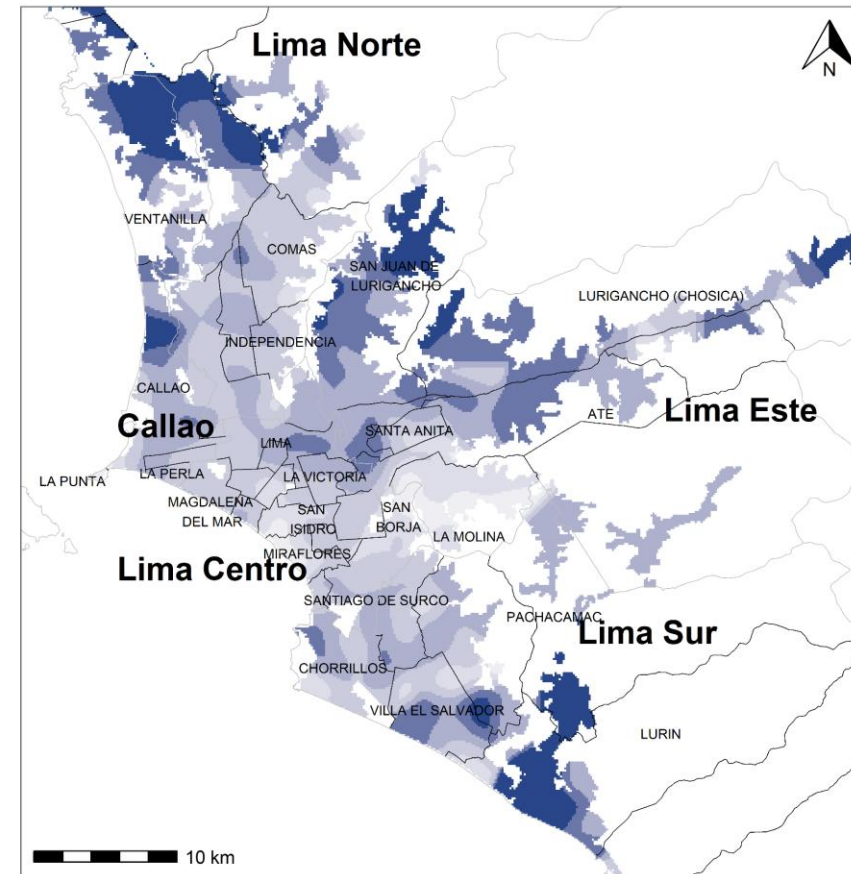 Lima Norte
N
VENTANILLA
COMAS
SAN JUAN DE
LURIGANCHO
LURIGANCHO (CHOSICA)
INDEPENDENCIA
CALLAO
ATE
Lima Este
Callao
SANTA ANITA
LIMA
LA PUNTA
LA PERLA
LA VICTORIA
MAGDALENA
DEL MAR
SAN
ISIDRO
SAN
BORJA
LA MOLINA
MIRAFLORES
Lima Centro
SANTIAGO DE SURCO
PACHACAMAC
Lima Sur
CHORRILLOS
VILLA EL SALVADOR
LURIN
10 km